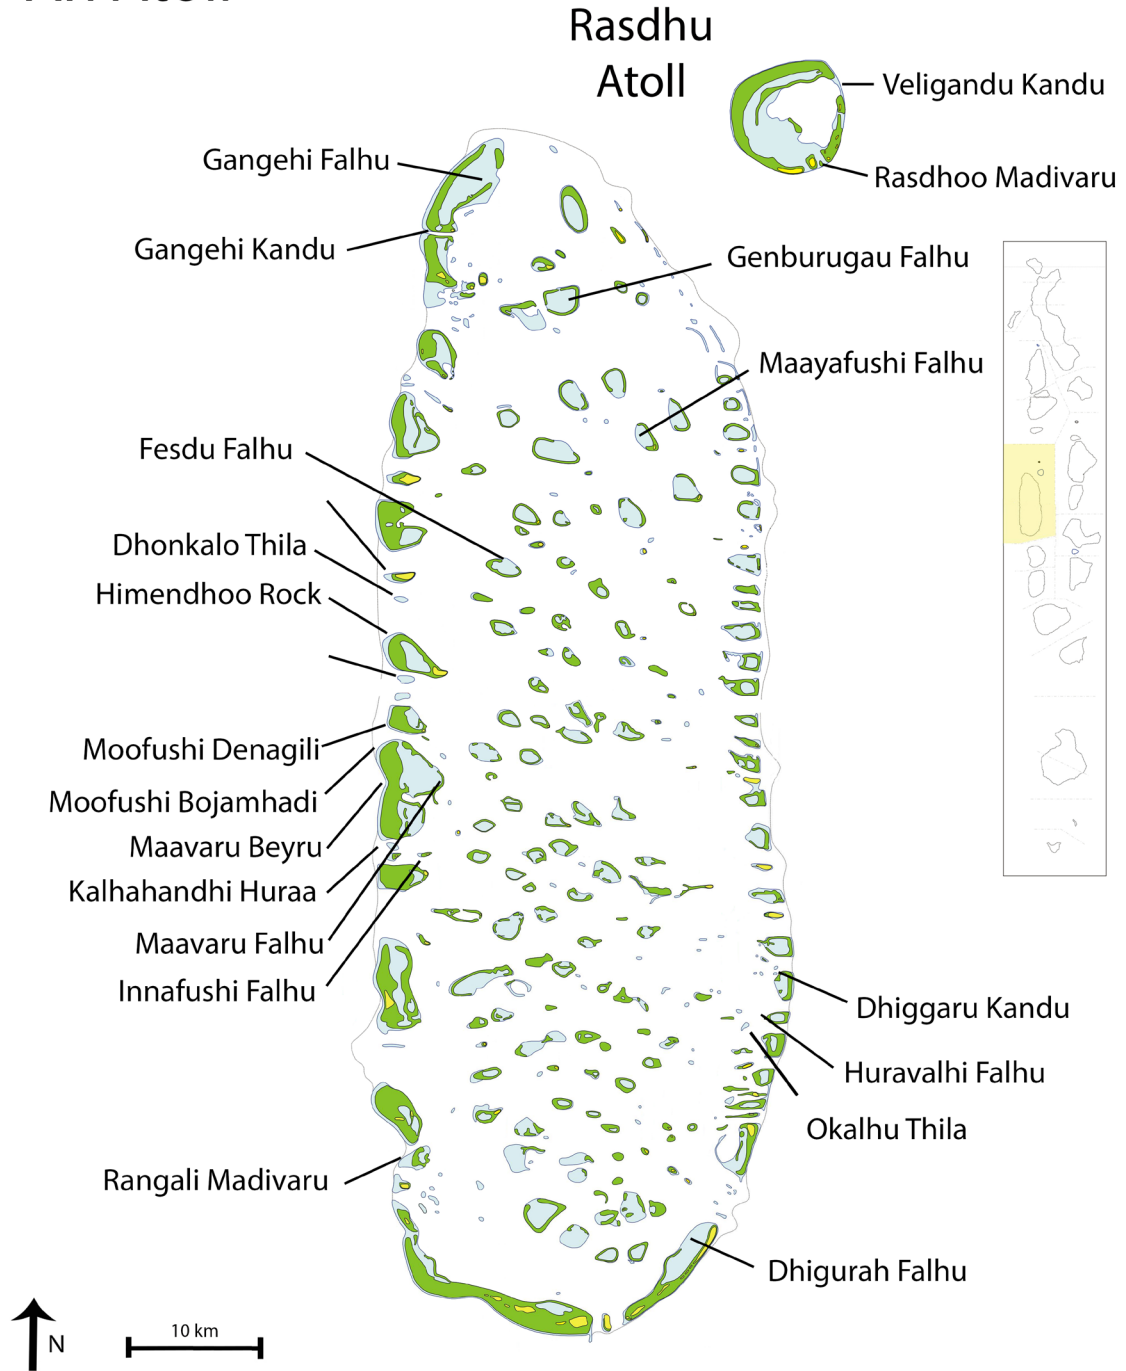 Rasdhu
Atoll
Veligandu Kandu
Rasdhoo Madivaru
Gangehi Falhu
Gangehi Kandu
Genburugau Falhu
Maayafushi Falhu
Fesdu Falhu
Dhonkalo Thila
Himendhoo Rock
Moofushi Denagili
Moofushi Bojamhadi
Maavaru Beyru
Kalhahandhi Huraa
Maavaru Falhu
Innafushi Falhu
Dhiggaru Kandu
Huravalhi Falhu
Okalhu Thila
Rangali Madivaru
Dhigurah Falhu
N
10 km